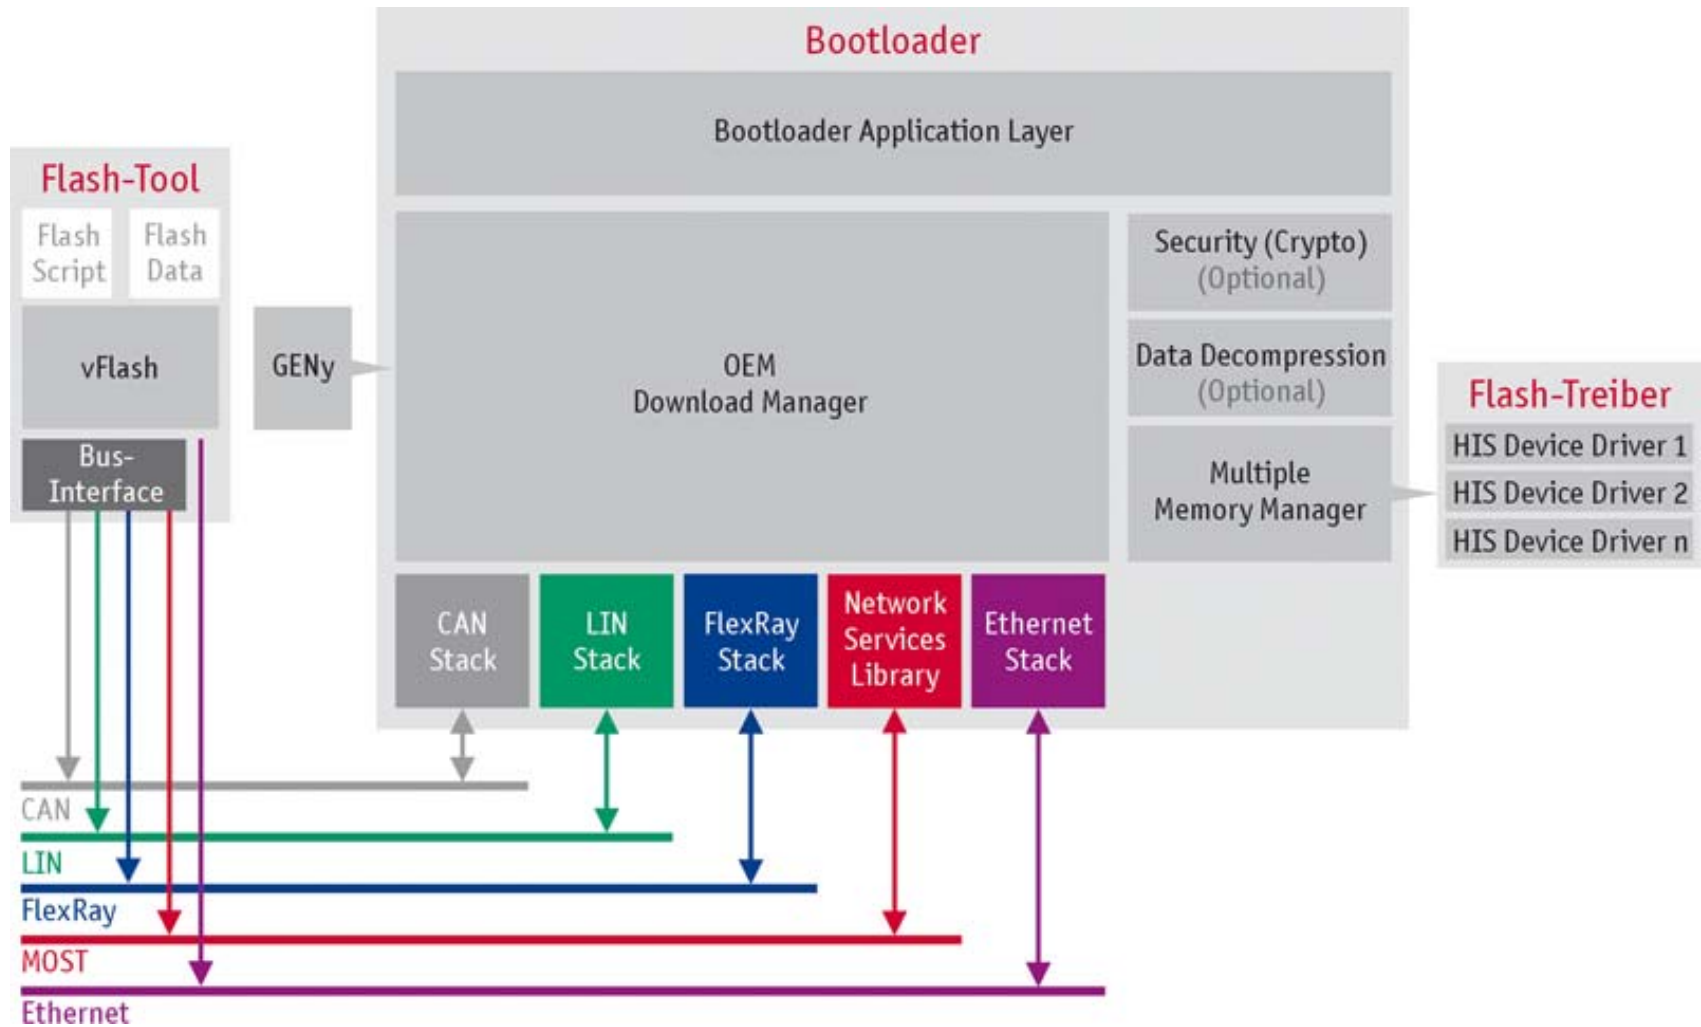 Bootloader
Bootloader Application Layer
Flash-Tool
Flash
Script
Flash
Data
vFlash
Bus-
Interface
GENy
OEM
Download Manager
Security (Crypto)
(Optional)
Data Decompression
(Optional)
Multiple
Memory Manager
Flash-Treiber
HIS Device Driver 1
HIS Device Driver 2
HIS Device Driver n
CAN
Stack
LIN
Stack
FlexRay
Stack
Network
Services
Library
Ethernet
Stack
CAN
LIN
FlexRay
MOST
Ethernet